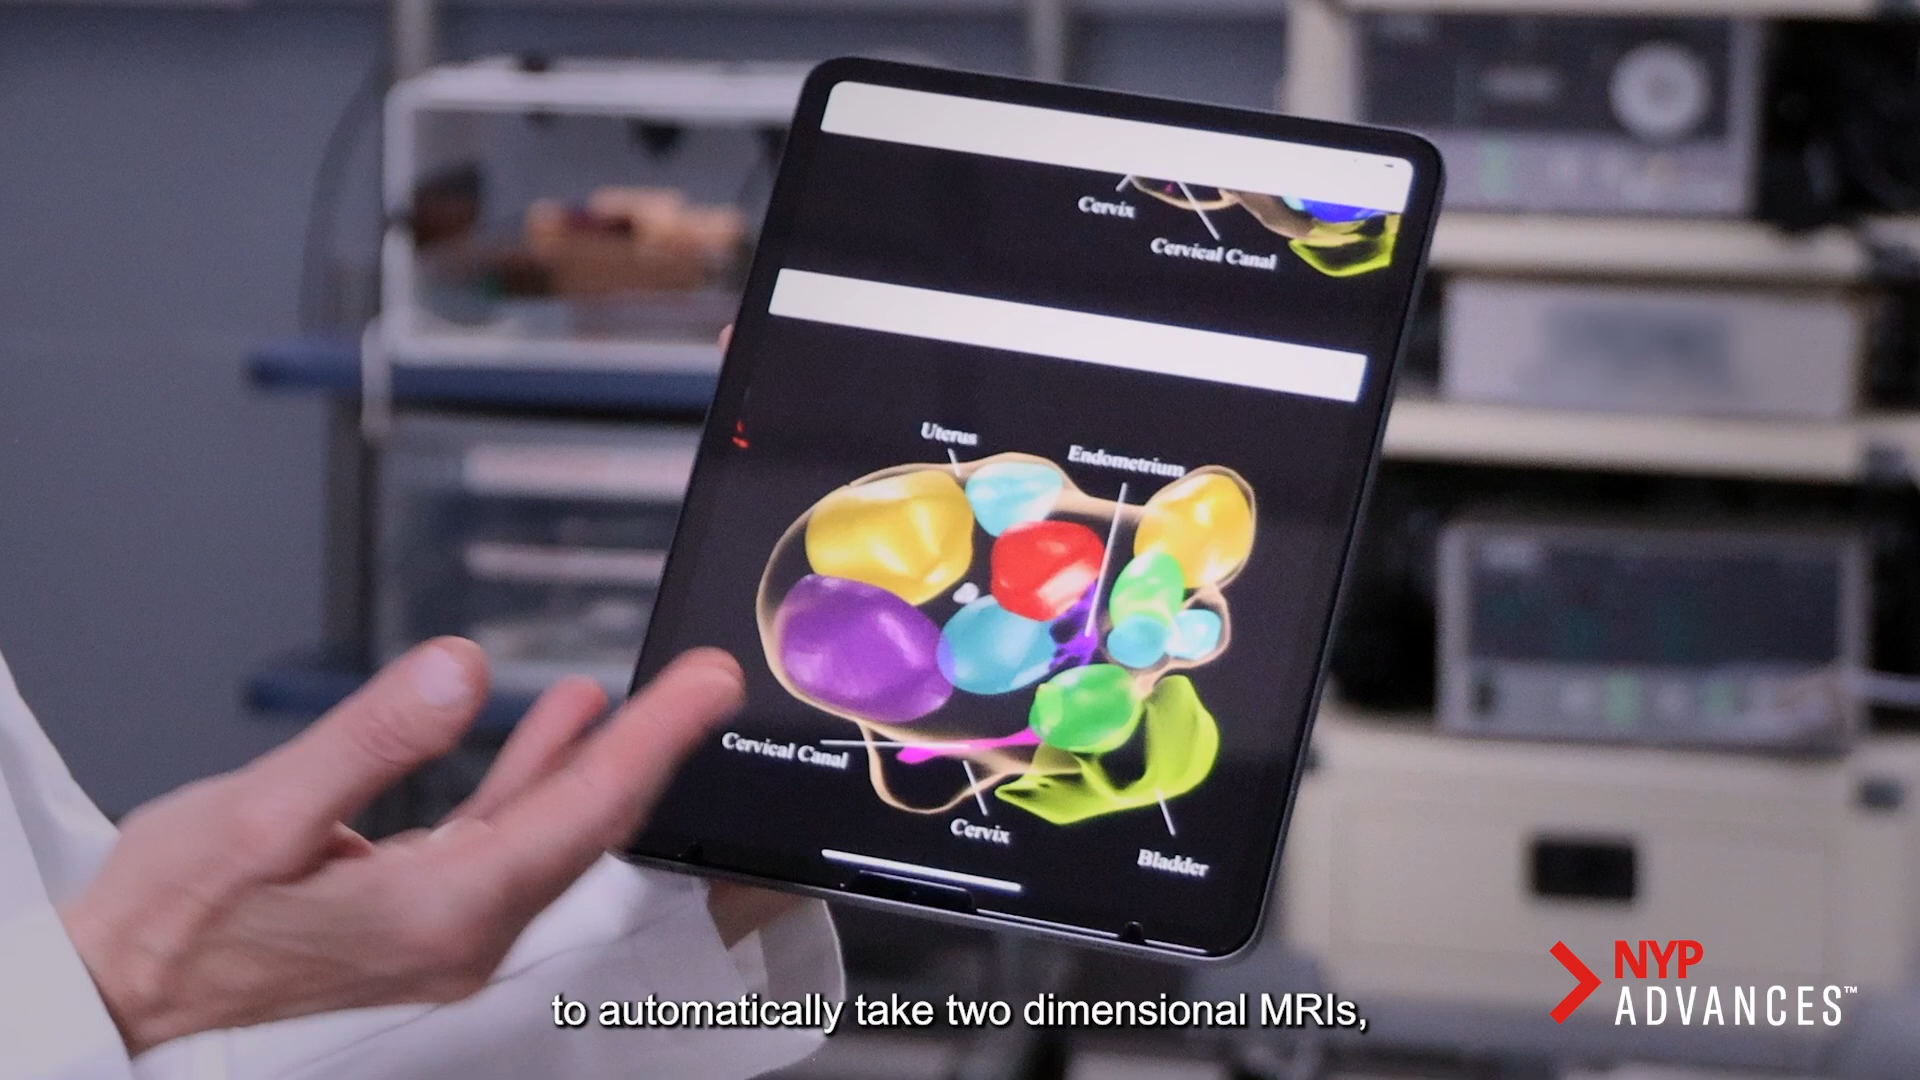 Cervix
Cervical Canal
Uterus
Endometrium
Cervical Canal
Cervix
Bladder
to automatically take two dimensional MRIs,
NYP
ADVANCES™